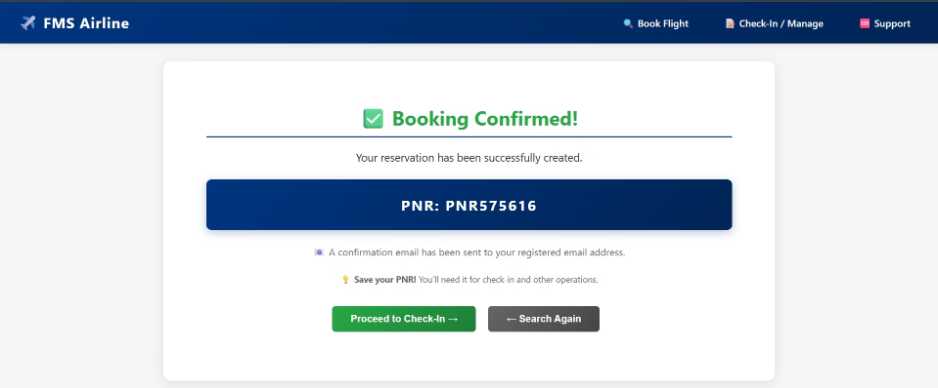 ✈️ FMS Airline
🔍 Book Flight
📝 Check-In / Manage
🆘 Support
✅ Booking Confirmed!
Your reservation has been successfully created.
PNR: PNR575616
📧 A confirmation email has been sent to your registered email address.
💡 Save your PNR! You'll need it for check-in and other operations.
Proceed to Check-In →
← Search Again